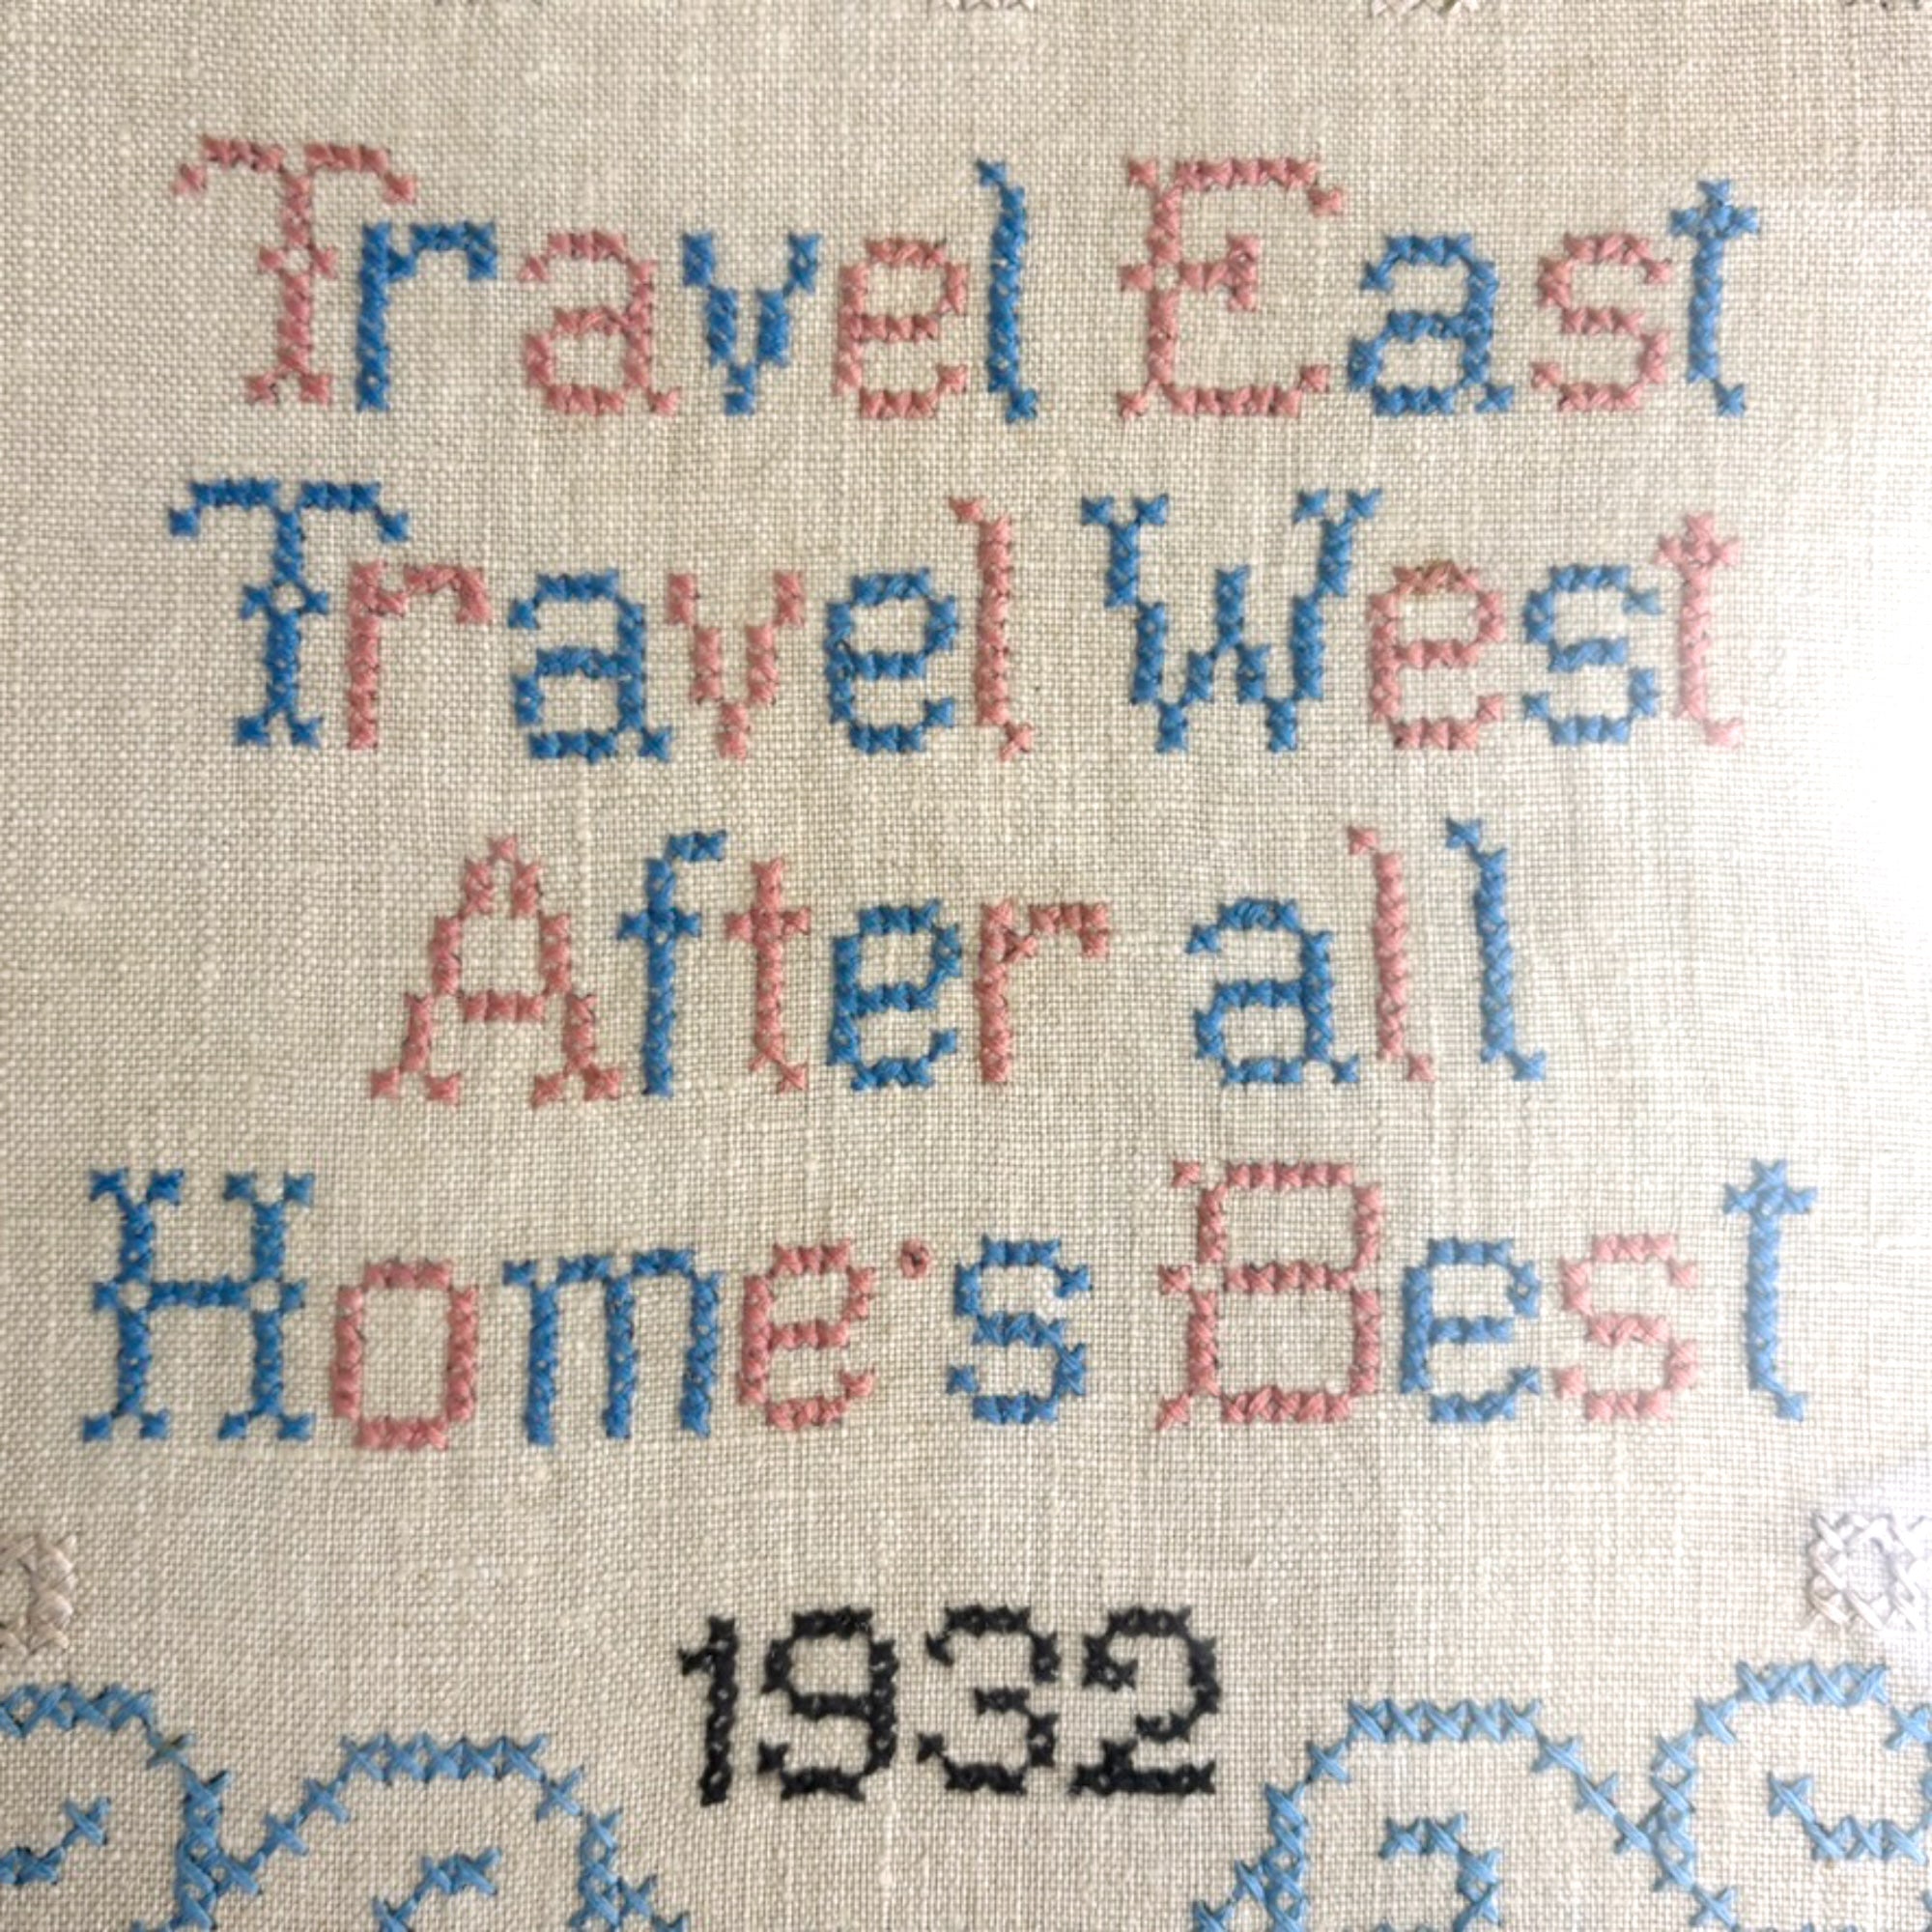 Travel East
Travel West
After all
Home's Best
1932